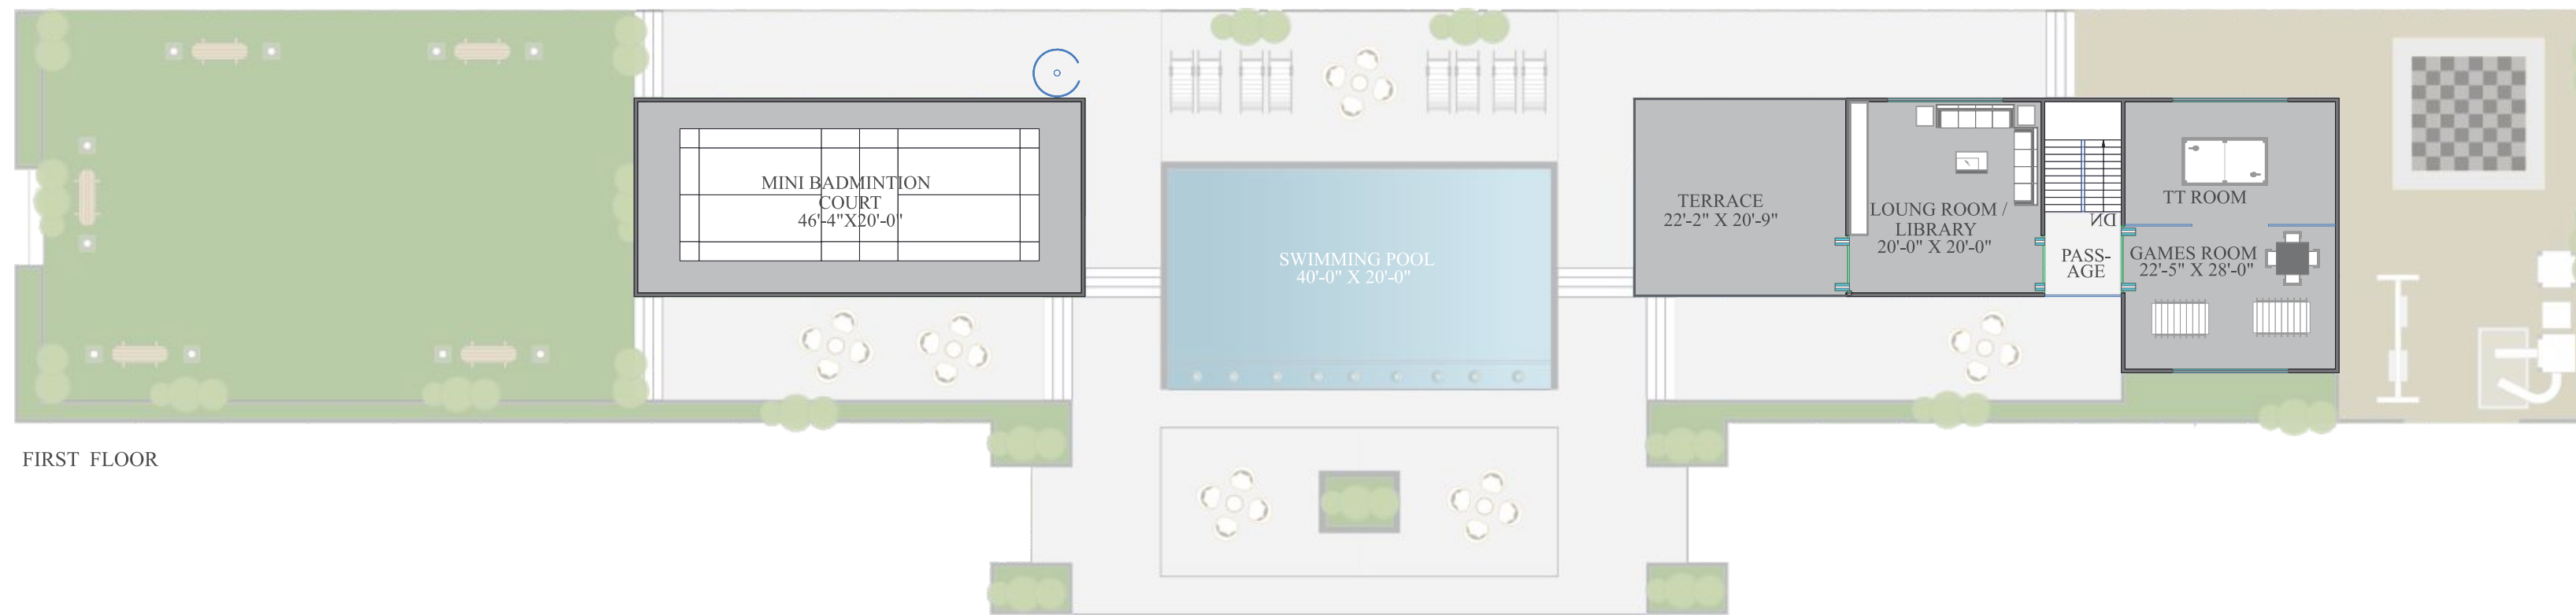 MINI BADMINTION
COURT
46'-4"X20'-0"
SWIMMING POOL
40'-0" X 20'-0"
TERRACE
22'-2" X 20'-9"
LOUNG ROOM /
LIBRARY
20'-0" X 20'-0"
DN
PASS-
AGE
TT ROOM
GAMES ROOM
22'-5" X 28'-0"
FIRST FLOOR